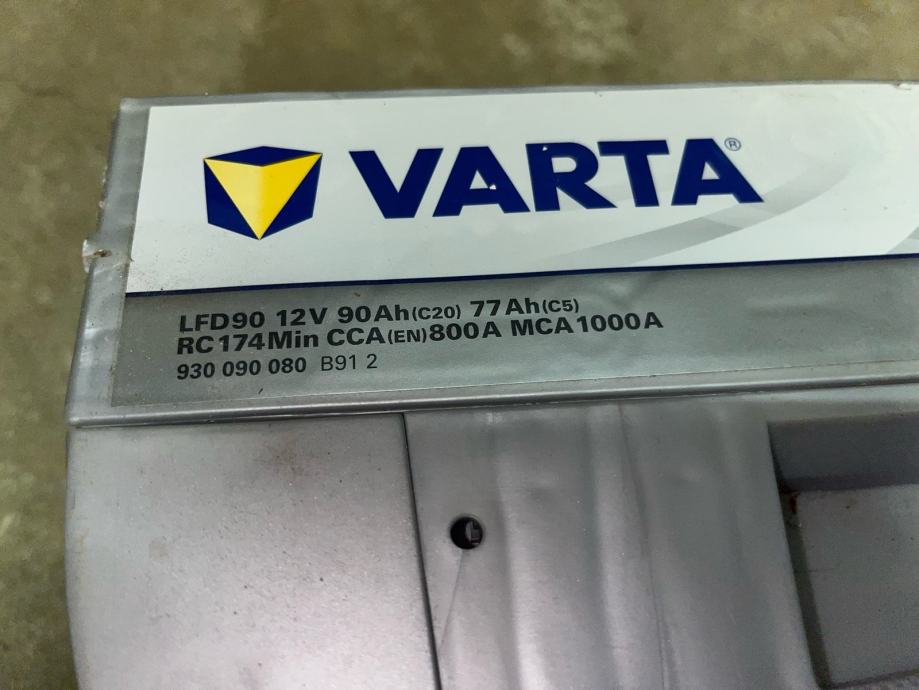 VARTA®
LFD90 12V 90Ah(C20) 77Ah(C5)
RC174Min CCA(EN)800A MCA1000A
930 090 080 B91 2